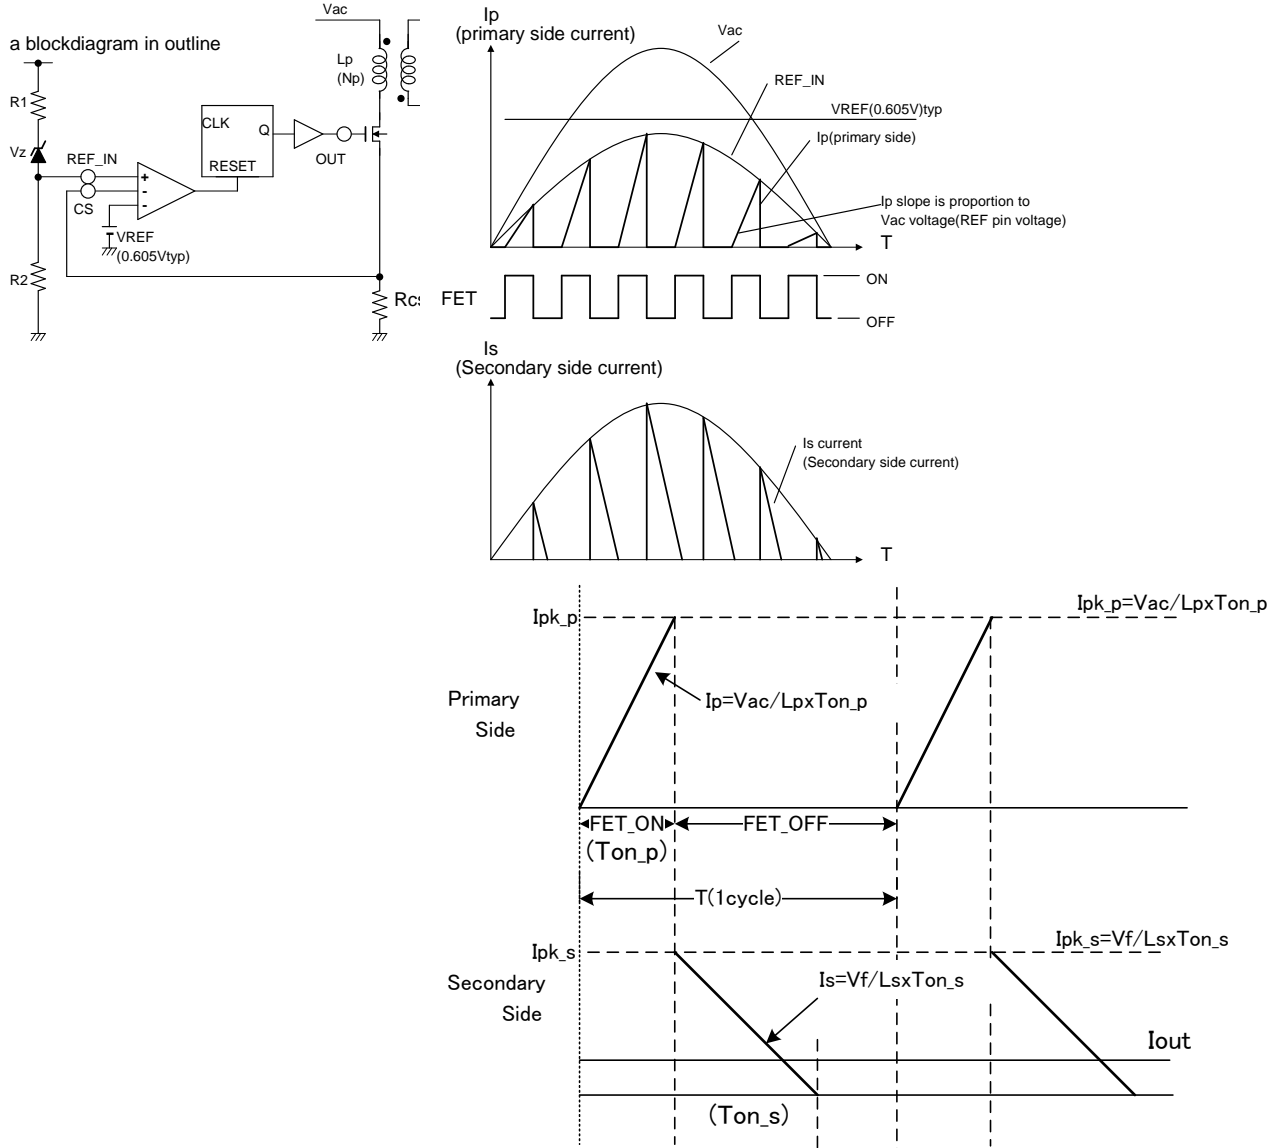 a blockdiagram in outline
Vac
Lp
(Np)
R1
Vz
REF_IN
CS
+
-
-
CLK
Q
RESET
OUT
VREF
(0.605Vtyp)
R2
Rcs
Ip
(primary side current)
Vac
REF_IN
VREF(0.605V)typ
Ip(primary side)
Ip slope is proportion to
Vac voltage(REF pin voltage)
T
FET
ON
OFF
Is
(Secondary side current)
Is current
(Secondary side current)
T
Ipk_p
Ipk_p=Vac/LpxTon_p
Ip=Vac/LpxTon_p
Primary
Side
FET_ON
FET_OFF
(Ton_p)
T(1cycle)
Ipk_s
Ipk_s=Vf/LsxTon_s
Is=Vf/LsxTon_s
Secondary
Side
Iout
(Ton_s)